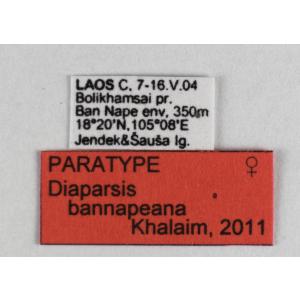 LAOS C, 7-16.V.04
Bolikhamsai pr.
Ban Nape env, 350m
18°20'N,105°08'E
Jendek&Šauša lg.
PARATYPE ♀
Diaparsis
bannapeana
Khalaim, 2011